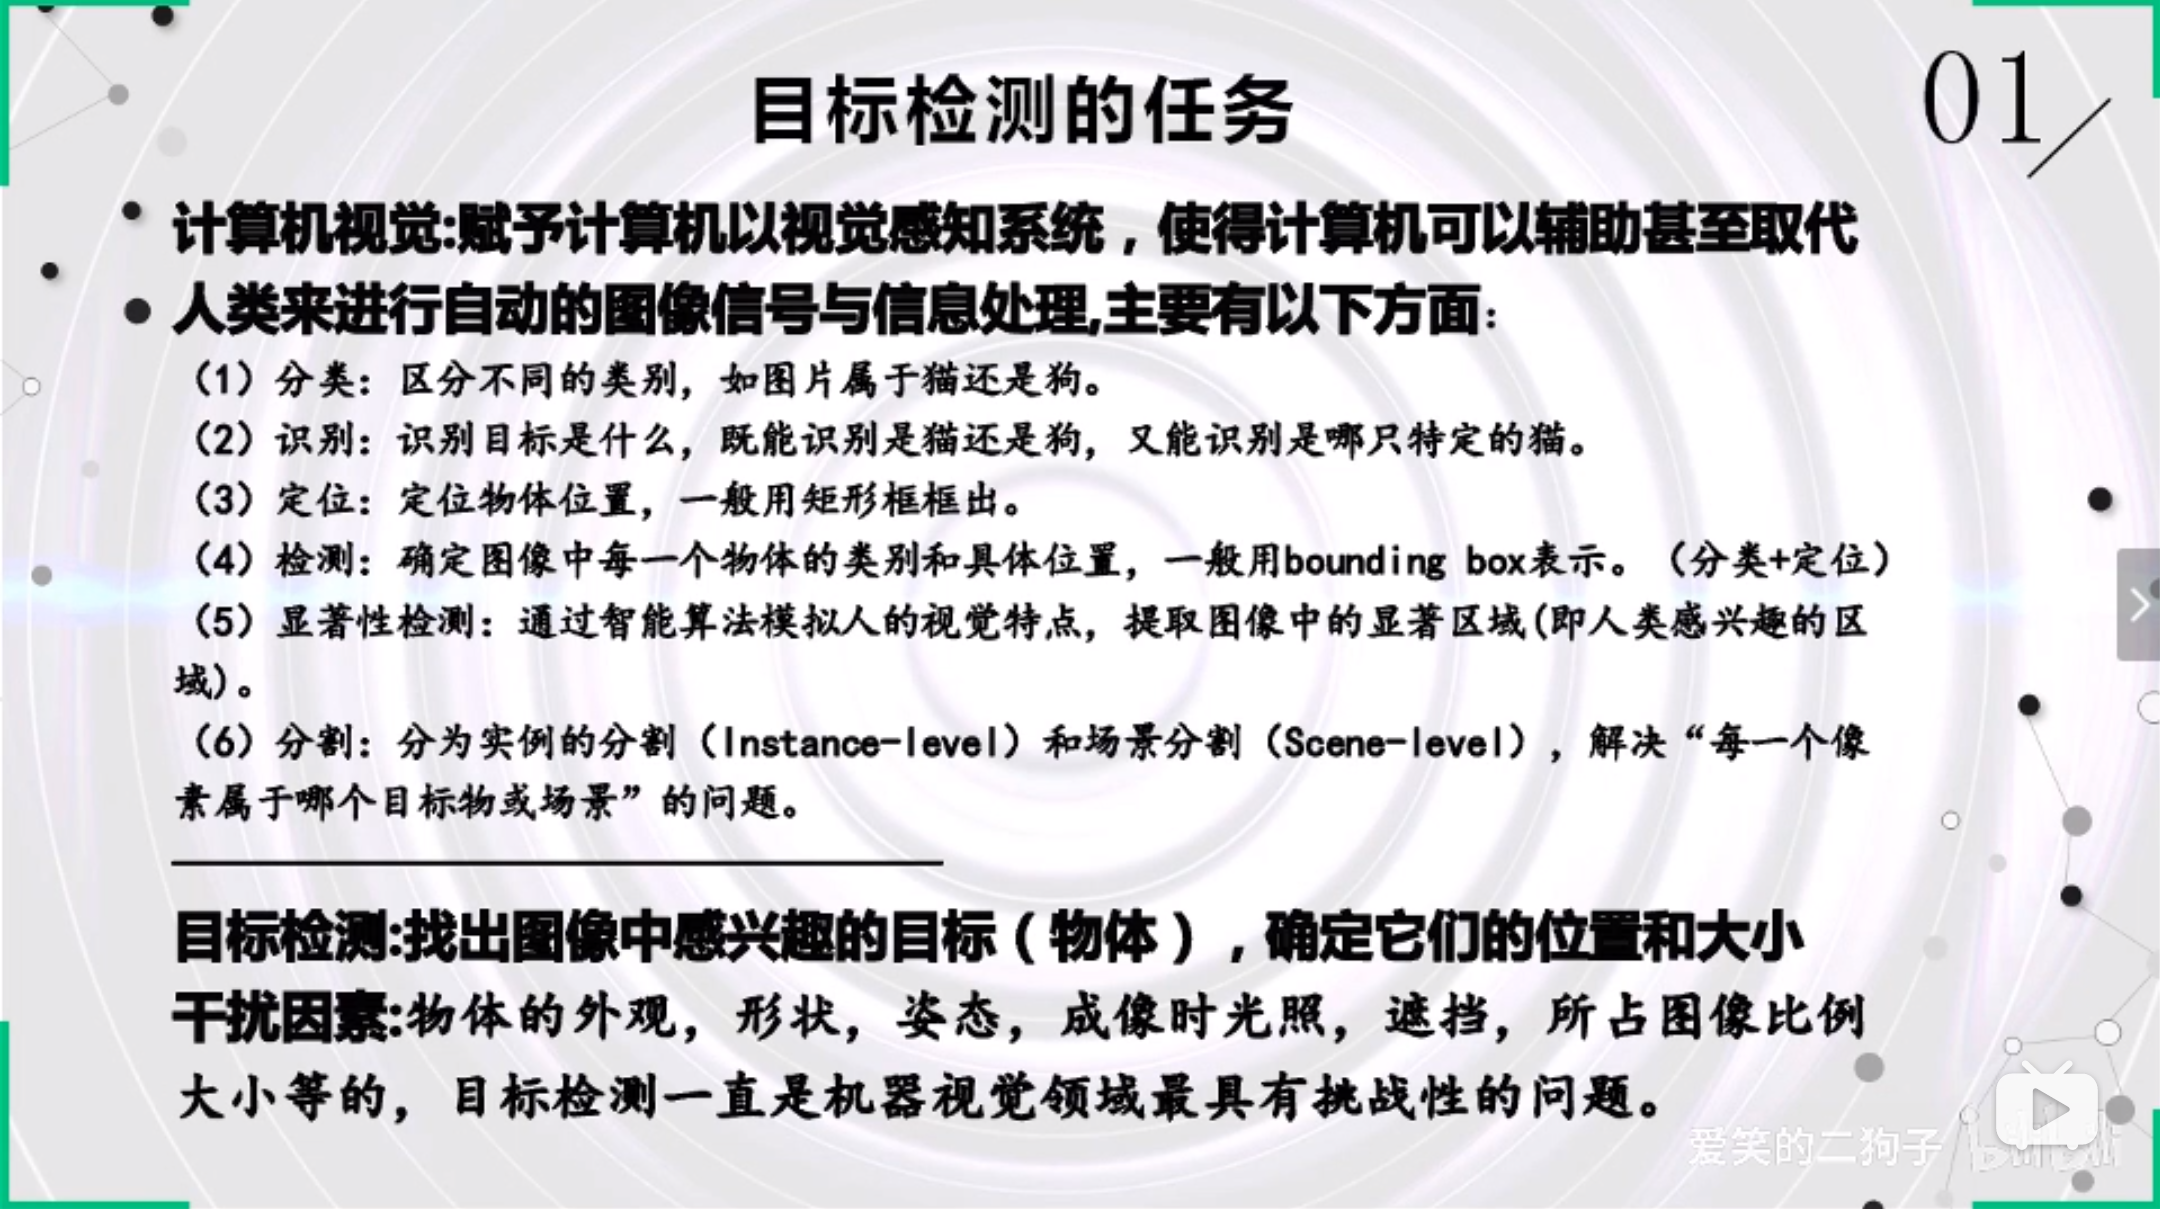 01
目标检测的任务
计算机视觉:赋予计算机以视觉感知系统，使得计算机可以辅助甚至取代
人类来进行自动的图像信号与信息处理,主要有以下方面：
（1）分类：区分不同的类别，如图片属于猫还是狗。
（2）识别：识别目标是什么，既能识别是猫还是狗，又能识别是哪只特定的猫。
（3）定位：定位物体位置，一般用矩形框框出。
（4）检测：确定图像中每一个物体的类别和具体位置，一般用bounding box表示。（分类+定位）
（5）显著性检测：通过智能算法模拟人的视觉特点，提取图像中的显著区域(即人类感兴趣的区
域)。
（6）分割：分为实例的分割（Instance-level）和场景分割（Scene-level），解决“每一个像
素属于哪个目标物或场景”的问题。
目标检测:找出图像中感兴趣的目标（物体），确定它们的位置和大小
干扰因素:物体的外观，形状，姿态，成像时光照，遮挡，所占图像比例
大小等的，目标检测一直是机器视觉领域最具有挑战性的问题。
爱笑的二狗子 bilibili